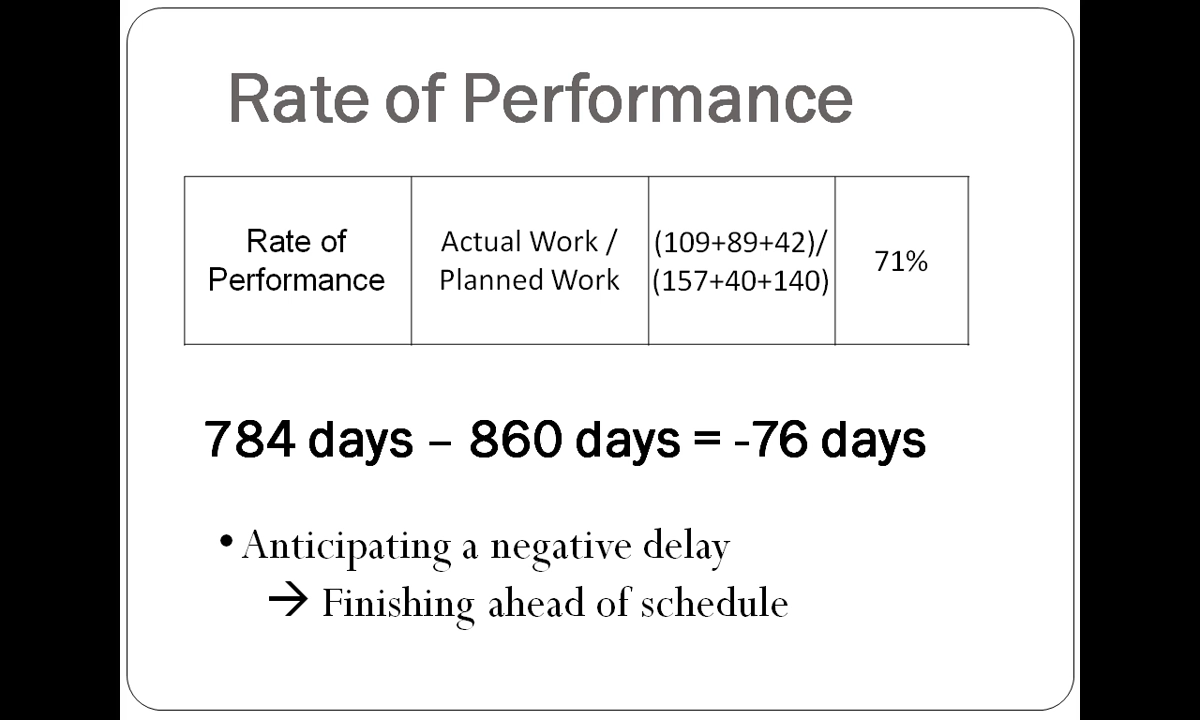 Rate of Performance
Rate of
Performance
Actual Work /
Planned Work
(109+89+42)/
(157+40+140)
71%
784 days – 860 days = -76 days
• Anticipating a negative delay
→ Finishing ahead of schedule